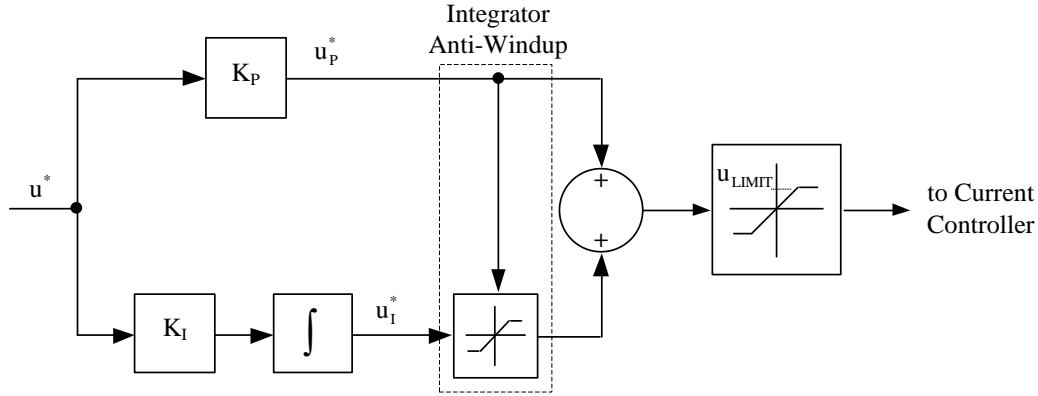 Integrator
Anti-Windup
K_P
u_P^*
u^*
+
+
u_LIMIT
to Current
Controller
K_I
∫
u_I^*